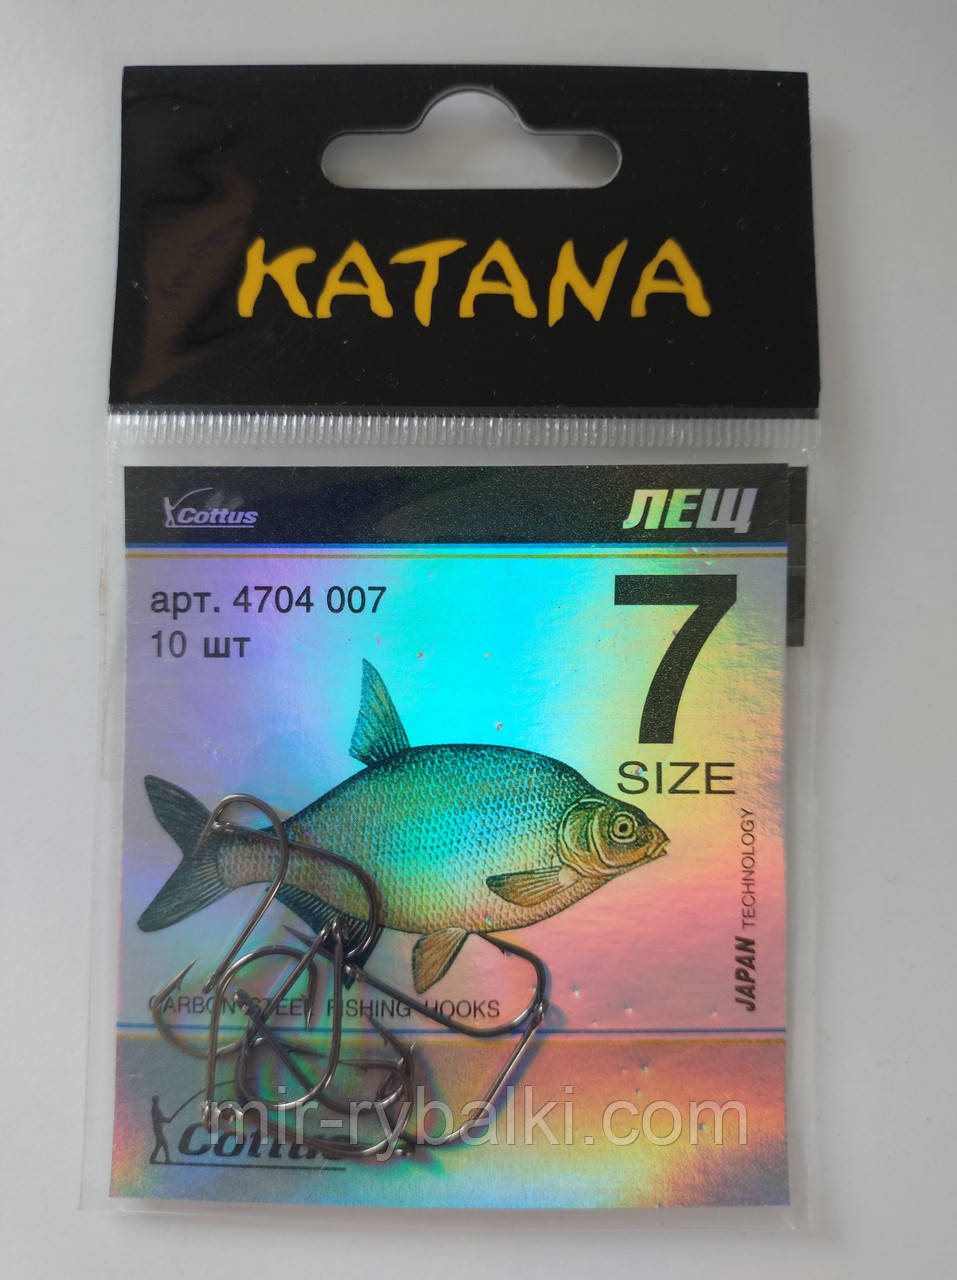 KATANA
Cottus
ЛЕЩ
арт. 4704 007
10 шт
7
SIZE
JAPAN TECHNOLOGY
CARBON STEEL FISHING HOOKS
mir-rybalki.com
Cottus